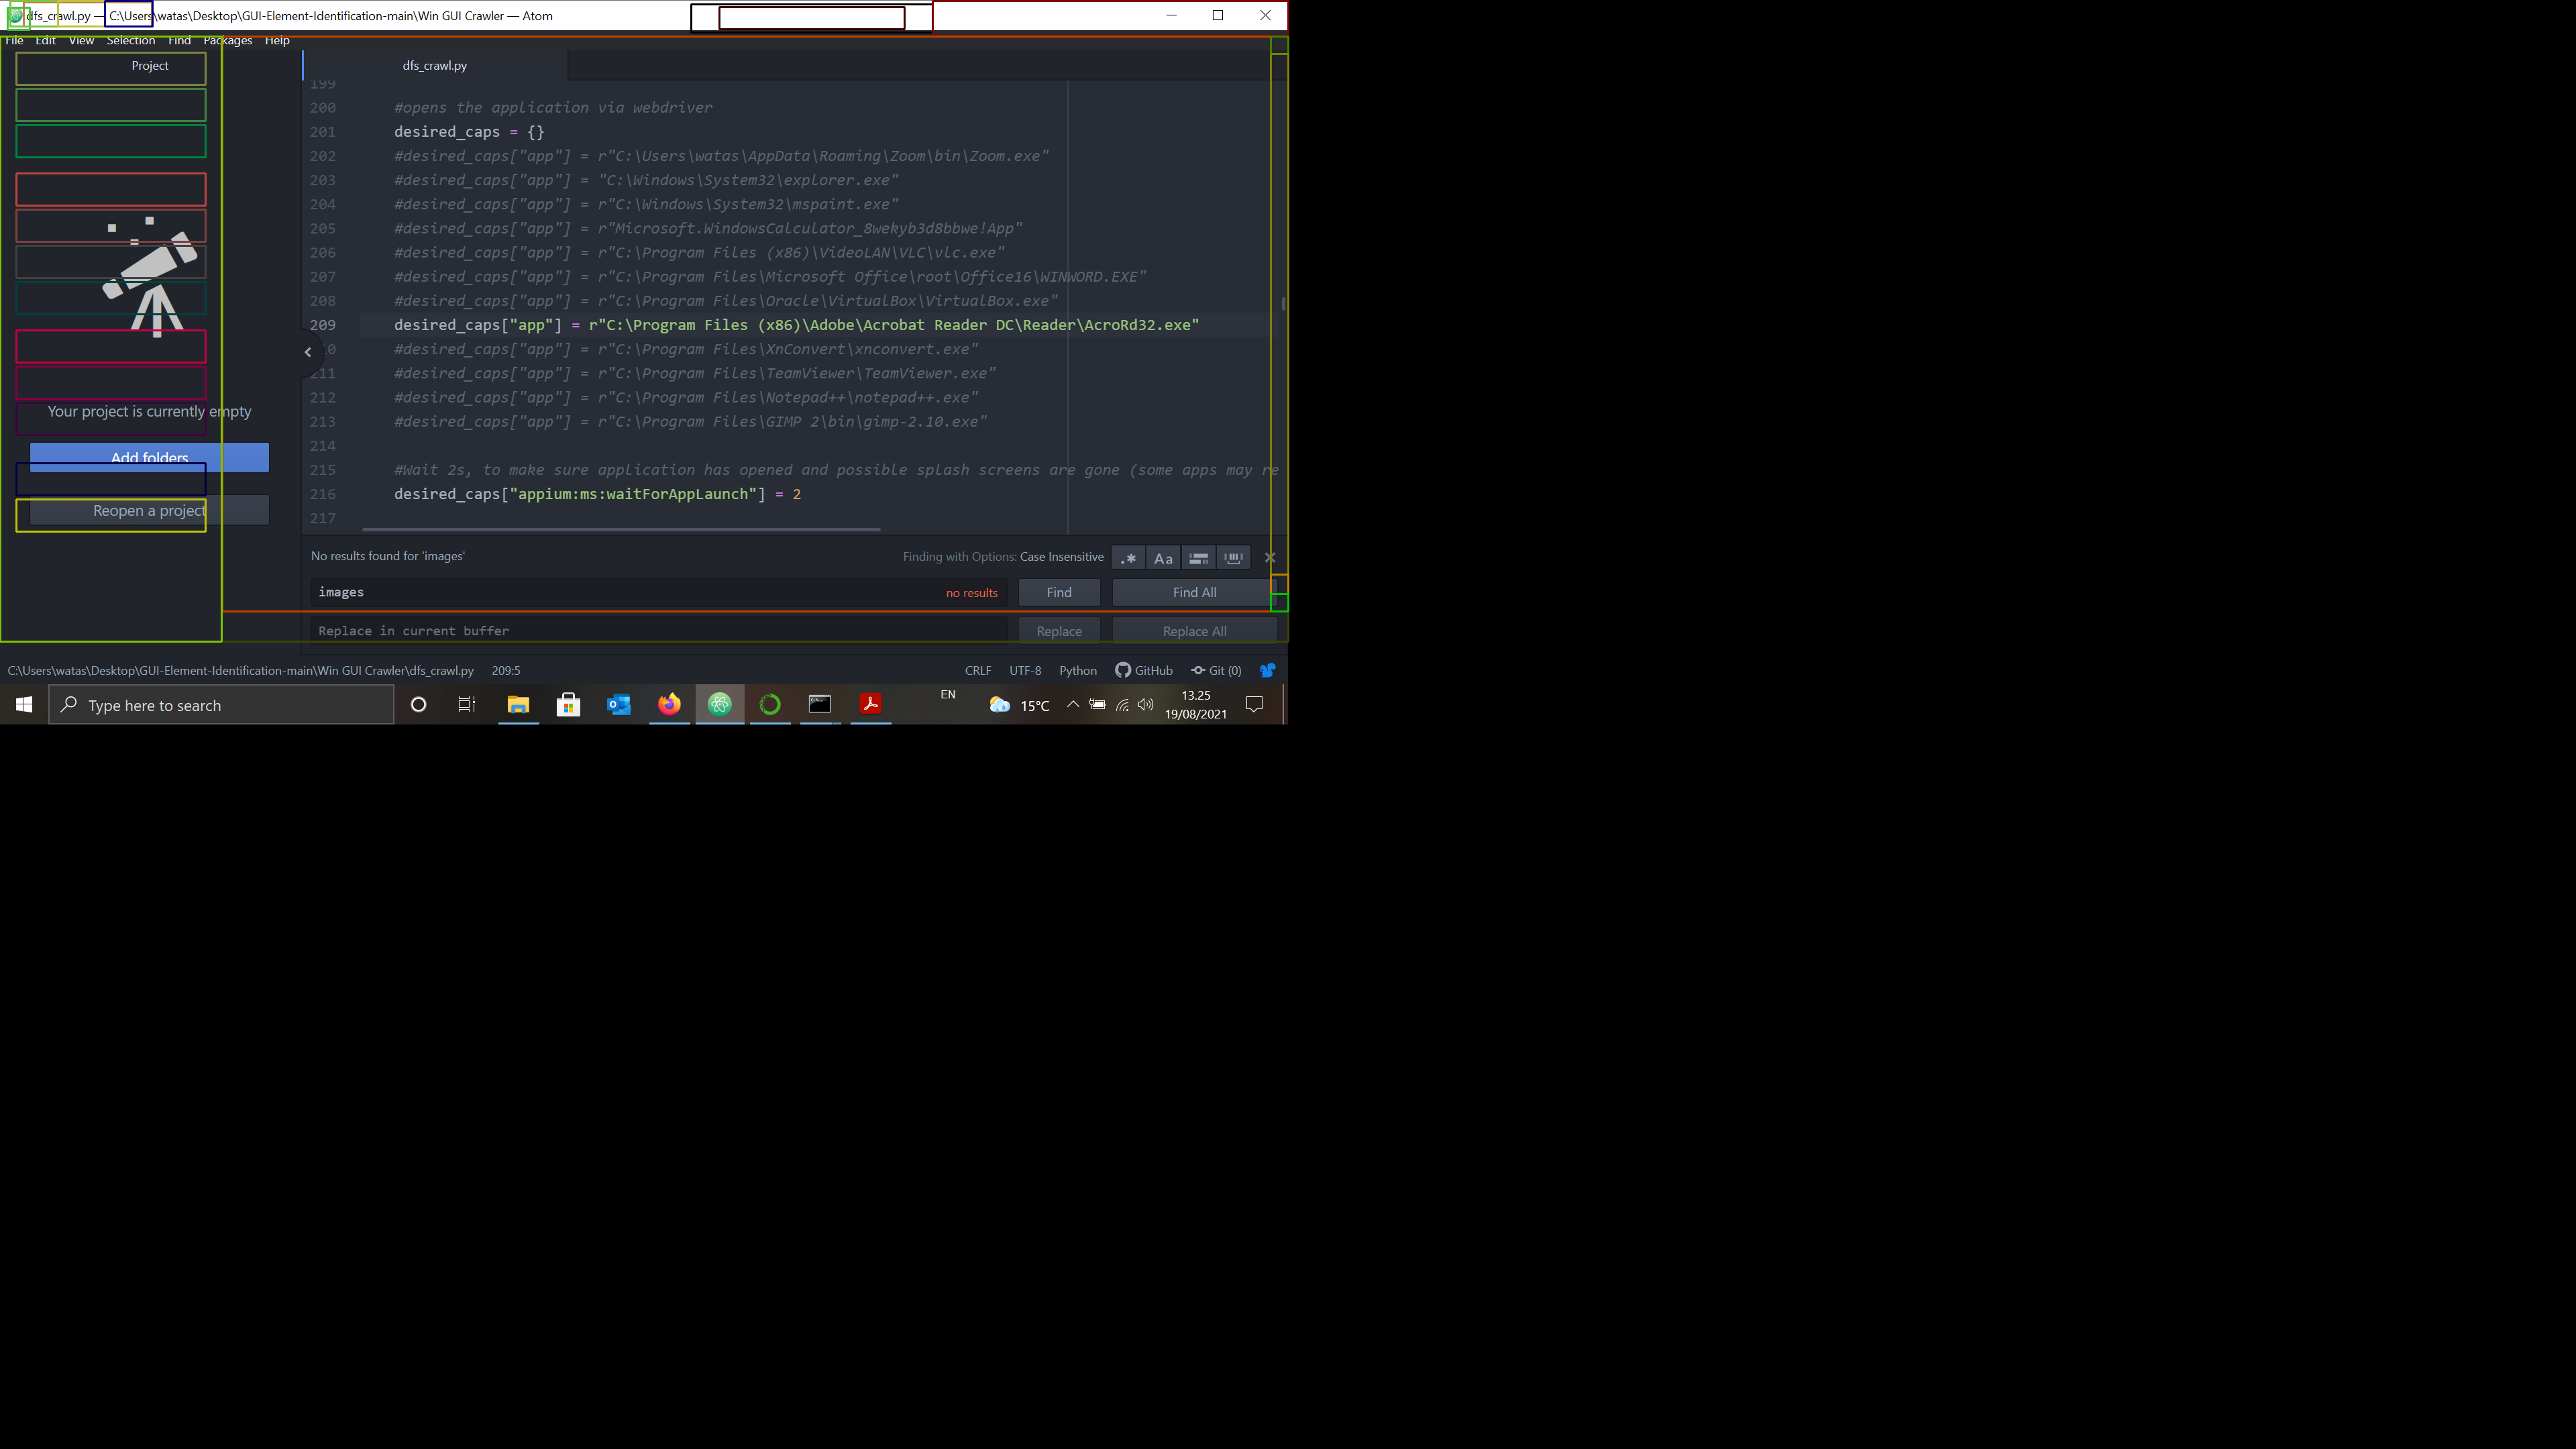 dfs_crawl.py — C:\Users\watas\Desktop\GUI-Element-Identification-main\Win GUI Crawler — Atom
File Edit View Selection Find Packages Help
Project
dfs_crawl.py
199
200 #opens the application via webdriver
201 desired_caps = {}
202 #desired_caps["app"] = r"C:\Users\watas\AppData\Roaming\Zoom\bin\Zoom.exe"
203 #desired_caps["app"] = "C:\Windows\System32\explorer.exe"
204 #desired_caps["app"] = r"C:\Windows\System32\mspaint.exe"
205 #desired_caps["app"] = r"Microsoft.WindowsCalculator_8wekyb3d8bbwe!App"
206 #desired_caps["app"] = r"C:\Program Files (x86)\VideoLAN\VLC\vlc.exe"
207 #desired_caps["app"] = r"C:\Program Files\Microsoft Office\root\Office16\WINWORD.EXE"
208 #desired_caps["app"] = r"C:\Program Files\Oracle\VirtualBox\VirtualBox.exe"
209 desired_caps["app"] = r"C:\Program Files (x86)\Adobe\Acrobat Reader DC\Reader\AcroRd32.exe"
10 #desired_caps["app"] = r"C:\Program Files\XnConvert\xnconvert.exe"
211 #desired_caps["app"] = r"C:\Program Files\TeamViewer\TeamViewer.exe"
212 #desired_caps["app"] = r"C:\Program Files\Notepad++\notepad++.exe"
213 #desired_caps["app"] = r"C:\Program Files\GIMP 2\bin\gimp-2.10.exe"
214
215 #Wait 2s, to make sure application has opened and possible splash screens are gone (some apps may re
216 desired_caps["appium:ms:waitForAppLaunch"] = 2
217
Your project is currently empty
Add folders
Reopen a project
No results found for 'images'
Finding with Options: Case Insensitive
.* Aa
images no results
Find Find All
Replace in current buffer
Replace Replace All
C:\Users\watas\Desktop\GUI-Element-Identification-main\Win GUI Crawler\dfs_crawl.py 209:5
CRLF UTF-8 Python GitHub Git (0)
Type here to search
EN
15°C
13.25
19/08/2021